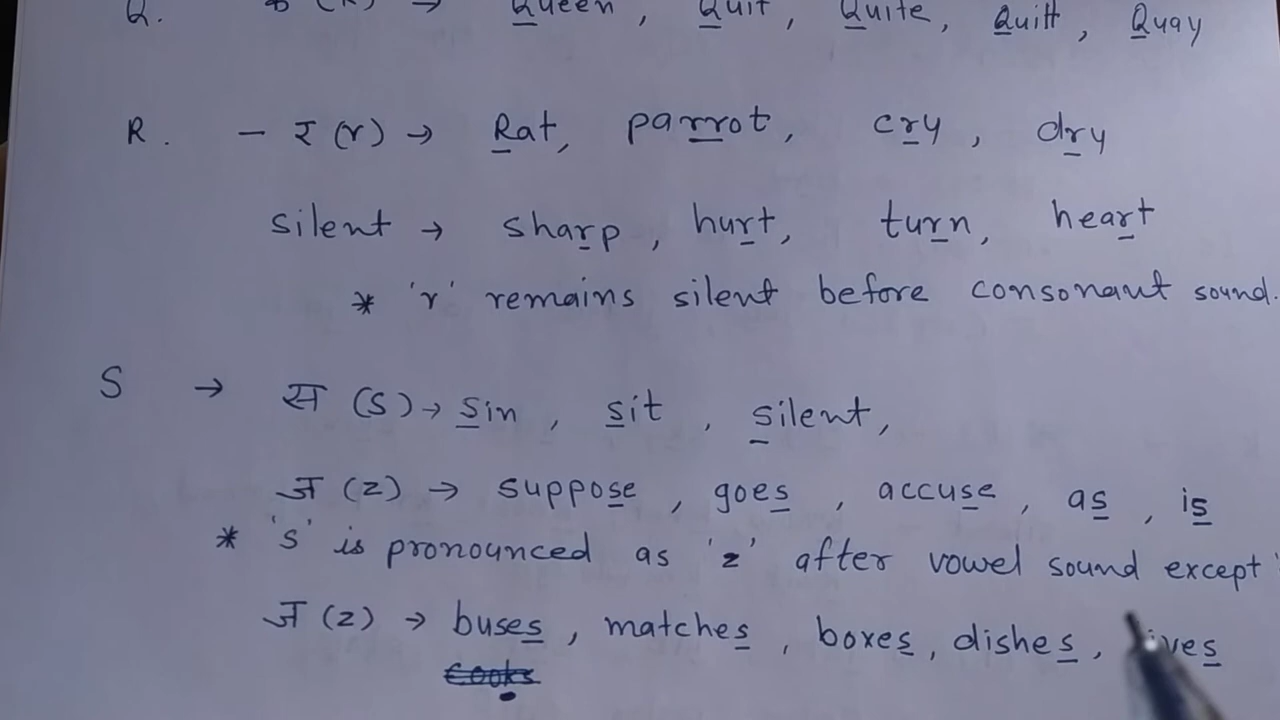 Q. क (k) → Queen, Quit, Quite, Quilt, Quay
R. - र (r) → Rat, parrot, cry, dry
silent → sharp, hurt, turn, heart
* 'r' remains silent before consonant sound.
S → स (s) → sin, sit, silent,
ज (z) → suppose, goes, accuse, as, is
* 's' is pronounced as 'z' after vowel sound except
ज (z) → buses, matches, boxes, dishes,